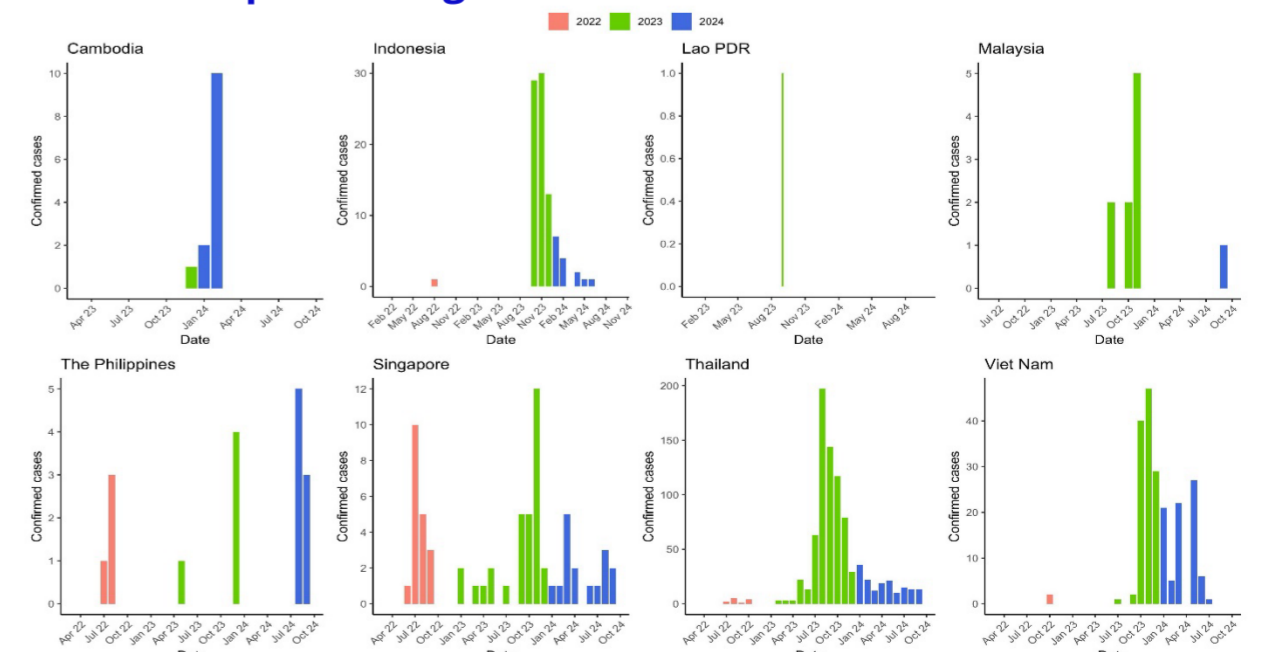 2022 2023 2024
Cambodia
Confirmed cases
10
8
6
4
2
0
Apr 23 Jul 23 Oct 23 Jan 24 Apr 24 Jul 24 Oct 24
Date
Indonesia
Confirmed cases
30
20
10
0
Feb 22 May 22 Aug 22 Nov 22 Feb 23 May 23 Aug 23 Nov 23 Feb 24 May 24 Aug 24 Nov 24
Date
Lao PDR
Confirmed cases
1.0
0.8
0.6
0.4
0.2
0.0
Feb 23 May 23 Aug 23 Nov 23 Feb 24 May 24 Aug 24
Date
Malaysia
Confirmed cases
5
4
3
2
1
0
Jul 22 Oct 22 Jan 23 Apr 23 Jul 23 Oct 23 Jan 24 Apr 24 Jul 24 Oct 24
Date
The Philippines
Confirmed cases
5
4
3
2
1
0
Apr 22 Jul 22 Oct 22 Jan 23 Apr 23 Jul 23 Oct 23 Jan 24 Apr 24 Jul 24 Oct 24
Singapore
Confirmed cases
12
10
8
6
4
2
0
Apr 22 Jul 22 Oct 22 Jan 23 Apr 23 Jul 23 Oct 23 Jan 24 Apr 24 Jul 24 Oct 24
Thailand
Confirmed cases
200
150
100
50
0
Apr 22 Jul 22 Oct 22 Jan 23 Apr 23 Jul 23 Oct 23 Jan 24 Apr 24 Jul 24 Oct 24
Viet Nam
Confirmed cases
40
30
20
10
0
Apr 22 Jul 22 Oct 22 Jan 23 Apr 23 Jul 23 Oct 23 Jan 24 Apr 24 Jul 24 Oct 24